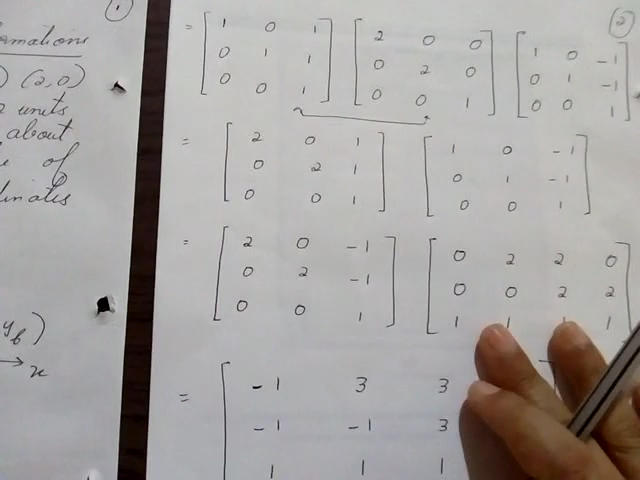 1
rmations
) (2,0)
units
about
of
dinates
y_b)
→ x
2
= [1 0 1] [2 0 0] [1 0 -1]
[0 1 1] [0 2 0] [0 1 -1]
[0 0 1] [0 0 1] [0 0 1]
= [2 0 1] [1 0 -1]
[0 2 1] [0 1 -1]
[0 0 1] [0 0 1]
= [2 0 -1] [0 2 2 0]
[0 2 -1] [0 0 2 2]
[0 0 1] [1 1 1 1]
= [-1 3 3
-1 -1 3
1 1 1